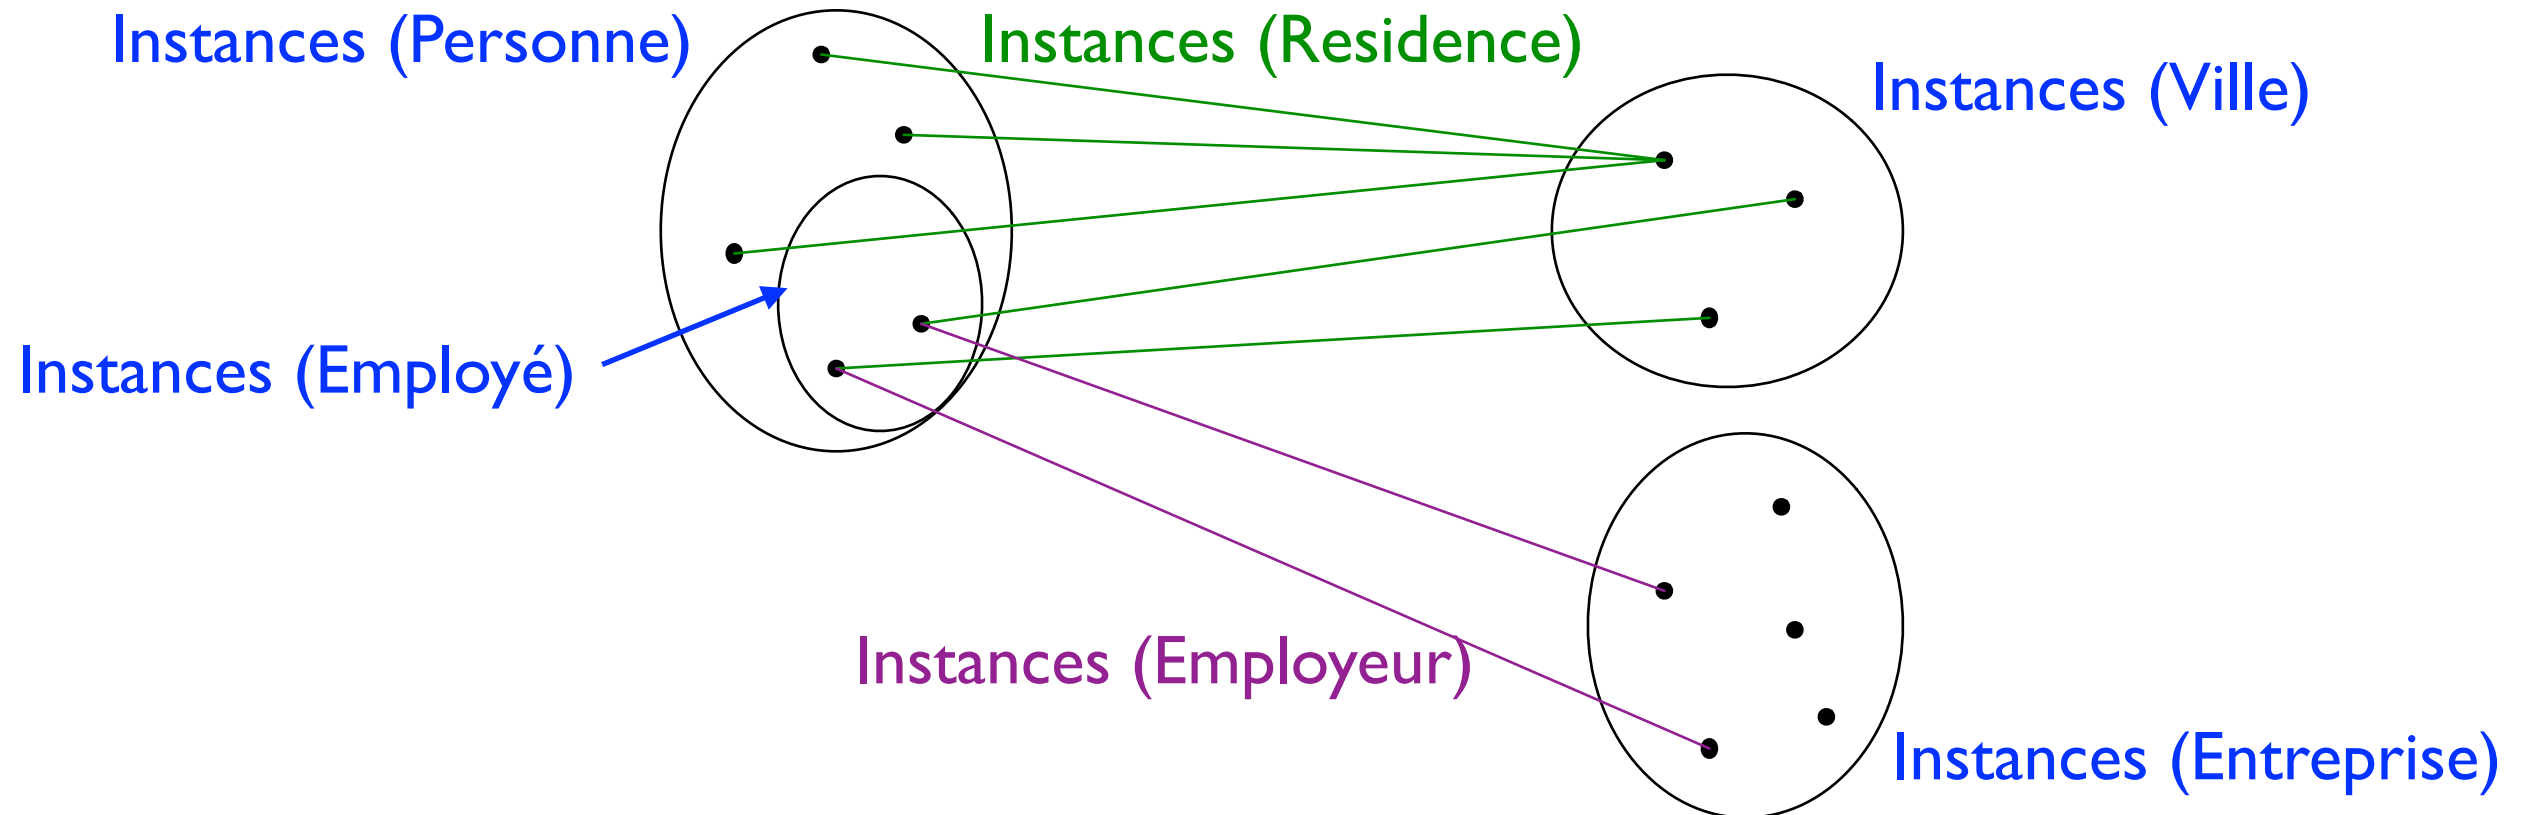 Instances (Personne)
Instances (Residence)
Instances (Ville)
Instances (Employé)
Instances (Employeur)
Instances (Entreprise)